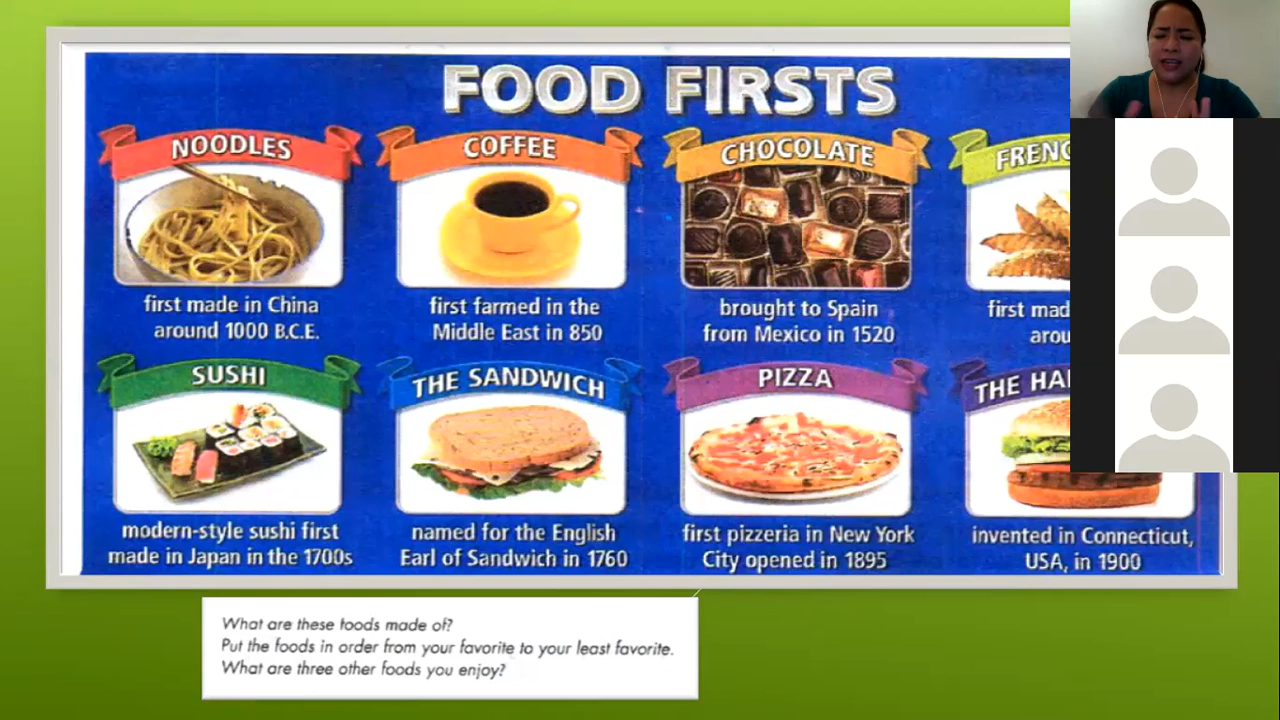 FOOD FIRSTS
NOODLES
first made in China
around 1000 B.C.E.
COFFEE
first farmed in the
Middle East in 850
CHOCOLATE
brought to Spain
from Mexico in 1520
first
SUSHI
modern-style sushi first
made in Japan in the 1700s
THE SANDWICH
named for the English
Earl of Sandwich in 1760
PIZZA
first pizzeria in New York
City opened in 1895
THE
invented in Connecticut,
USA, in 1900
What are these foods made of?
Put the foods in order from your favorite to your least favorite.
What are three other foods you enjoy?